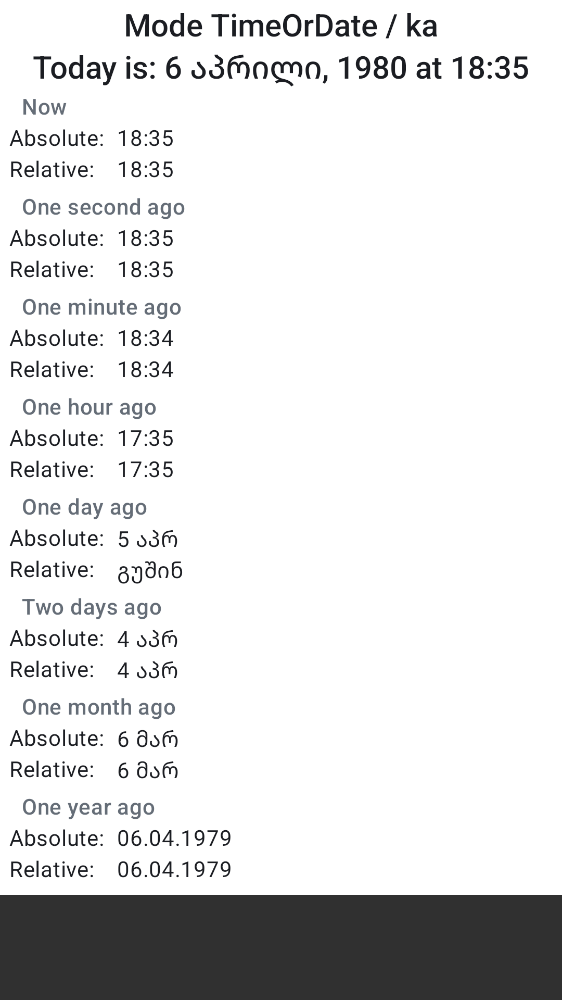 Mode TimeOrDate / ka
Today is: 6 აპრილი, 1980 at 18:35
Now
Absolute: 18:35
Relative: 18:35
One second ago
Absolute: 18:35
Relative: 18:35
One minute ago
Absolute: 18:34
Relative: 18:34
One hour ago
Absolute: 17:35
Relative: 17:35
One day ago
Absolute: 5 აპრ
Relative: გუშინ
Two days ago
Absolute: 4 აპრ
Relative: 4 აპრ
One month ago
Absolute: 6 მარ
Relative: 6 მარ
One year ago
Absolute: 06.04.1979
Relative: 06.04.1979